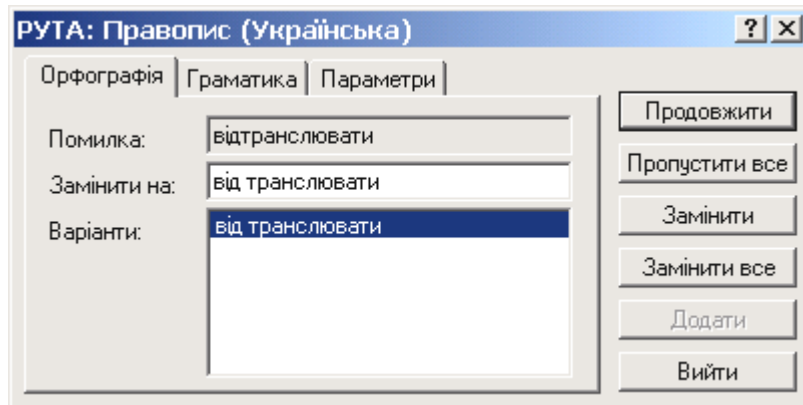 РУТА: Правопис (Українська)
Орфографія Граматика Параметри
Помилка: відтранслювати
Замінити на: від транслювати
Варіанти: від транслювати
Продовжити
Пропустити все
Замінити
Замінити все
Додати
Вийти